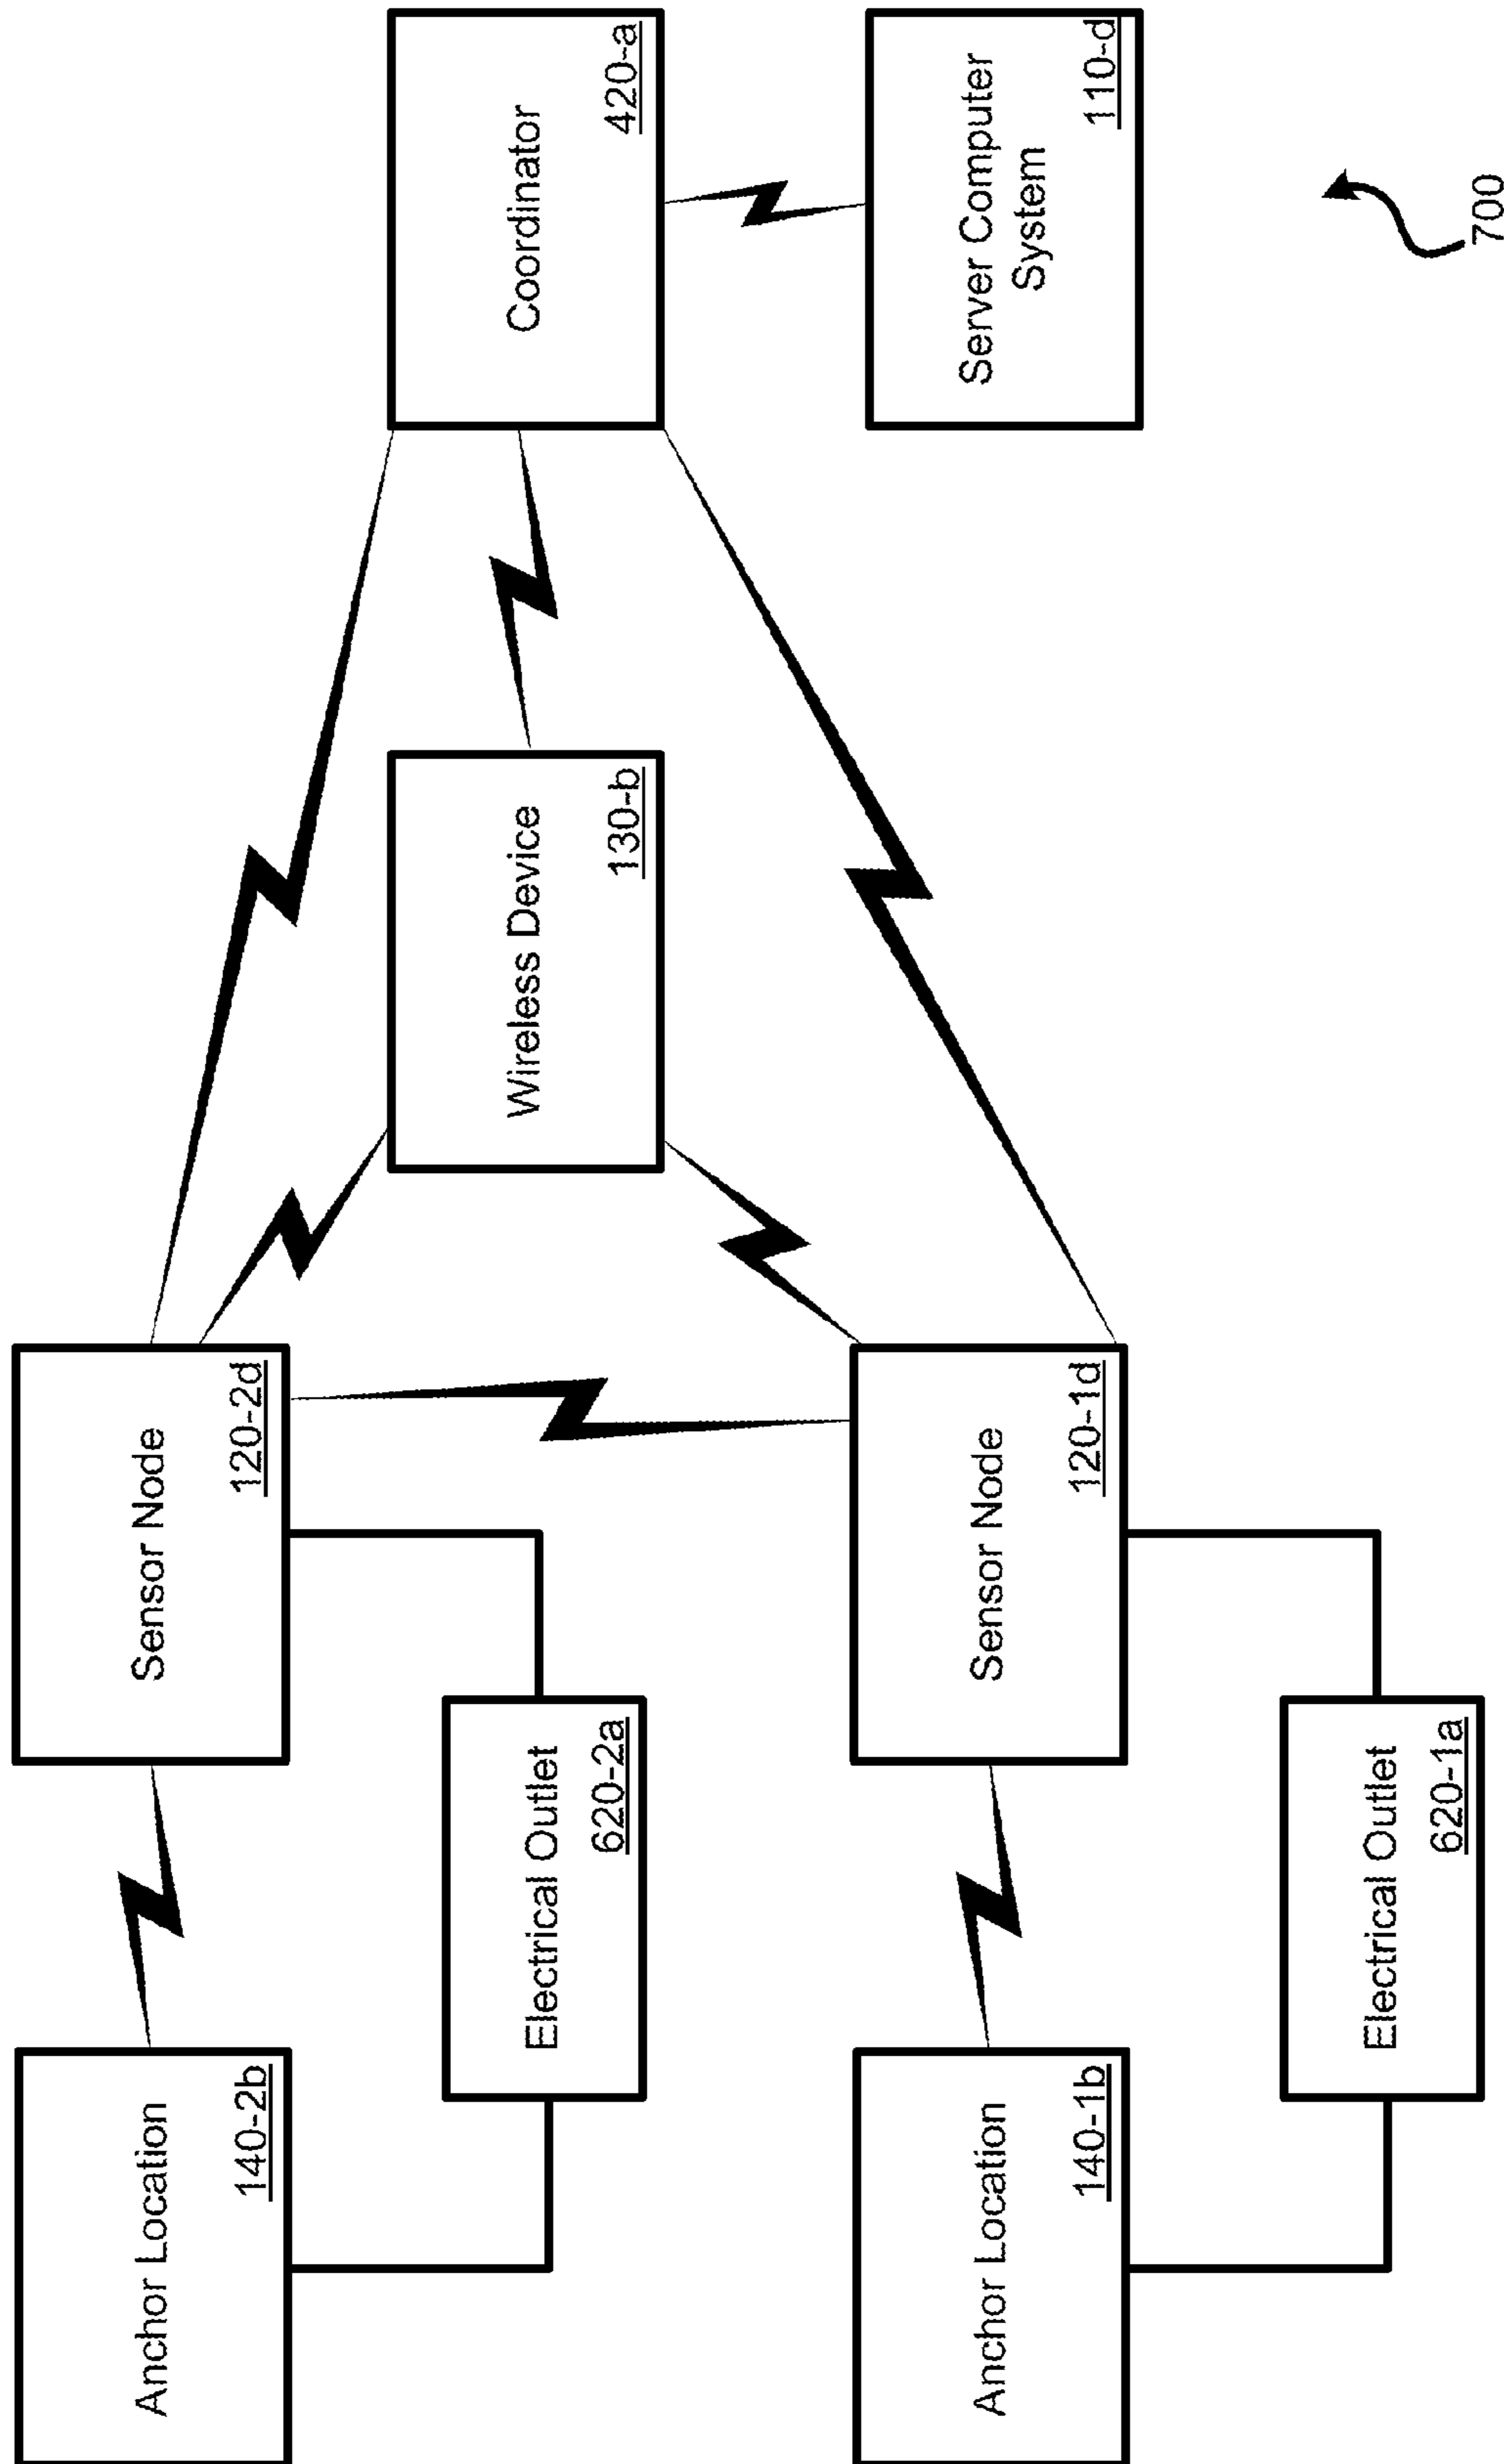 Anchor Location
140-2b
Sensor Node
120-2d
Electrical Outlet
620-2a
Wireless Device
130-b
Coordinator
420-a
Anchor Location
140-1b
Sensor Node
120-1d
Electrical Outlet
620-1a
Server Computer
System
110-d
700